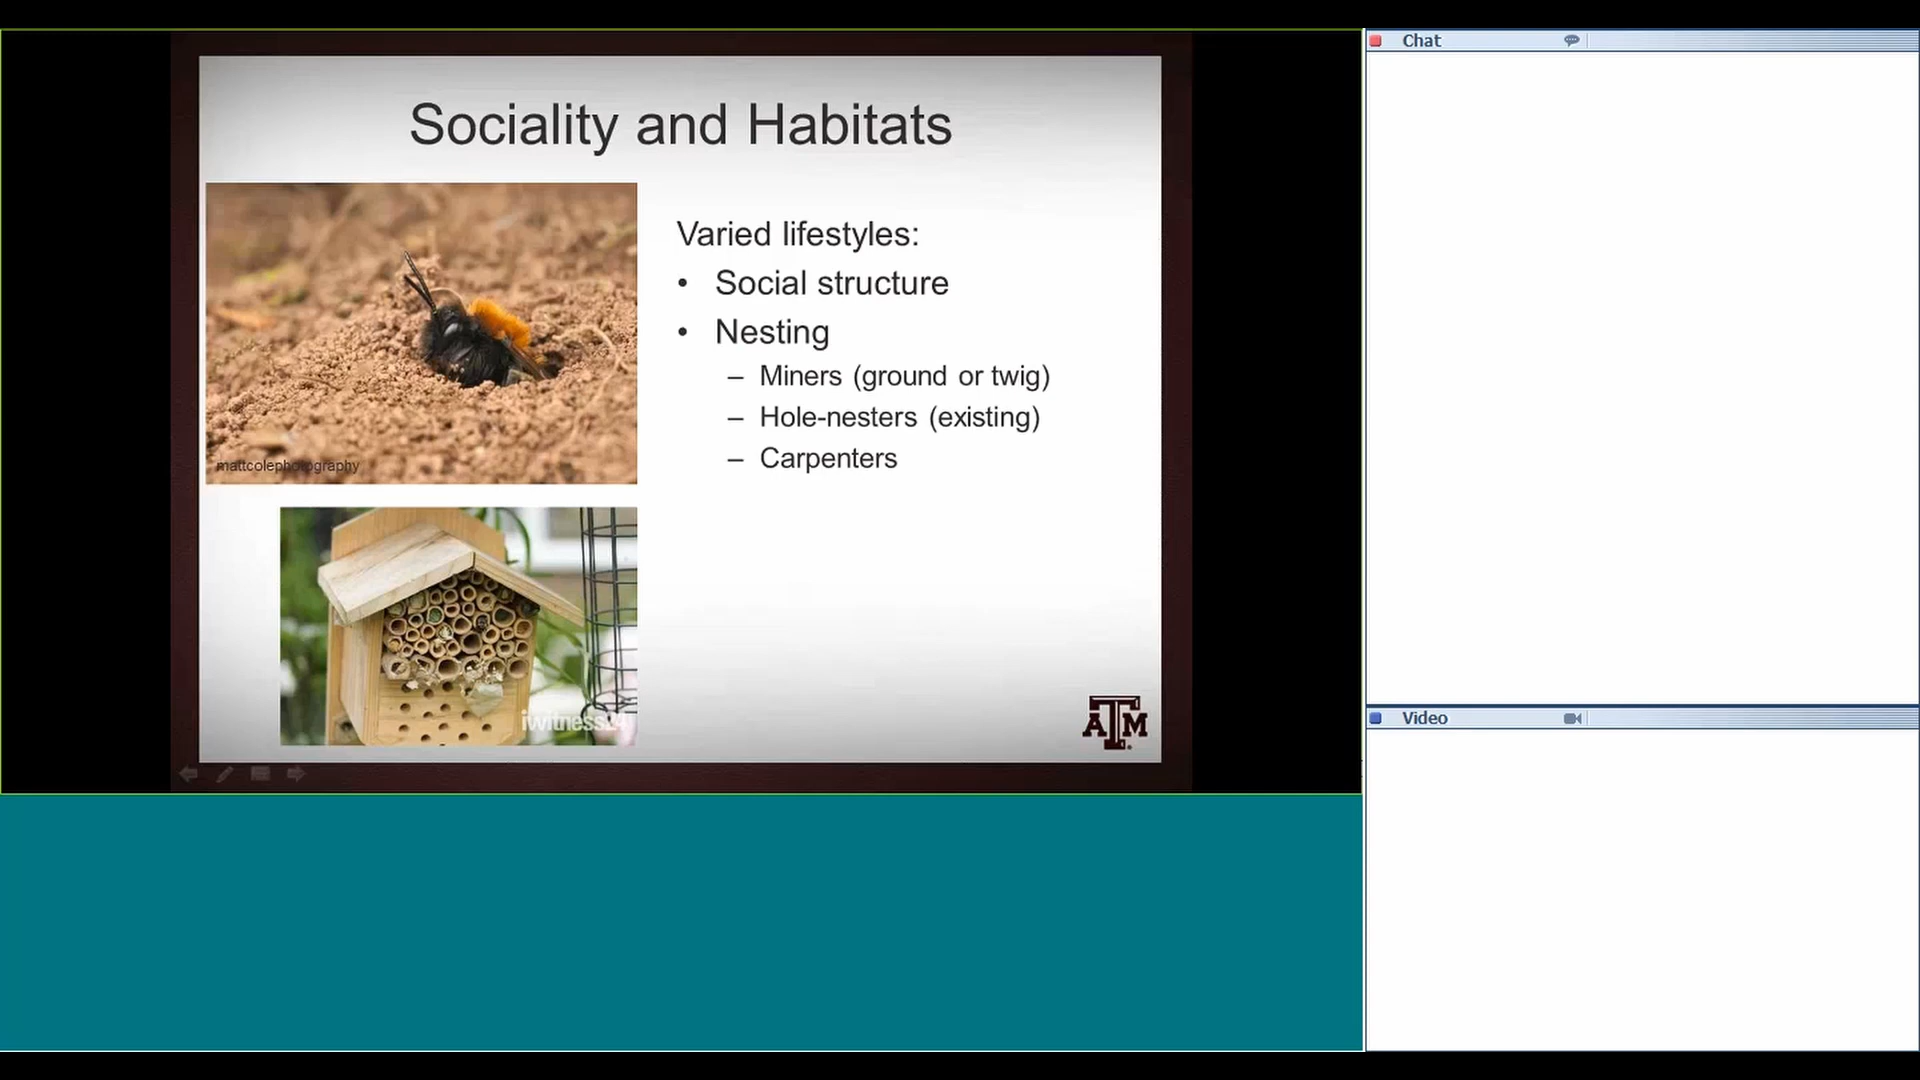 Chat
Sociality and Habitats
Varied lifestyles:
• Social structure
• Nesting
– Miners (ground or twig)
– Hole-nesters (existing)
– Carpenters
mattcolephotography
iwitness24
ATM
Video